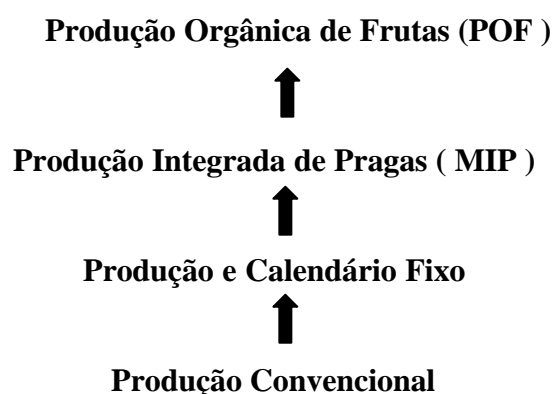 Produção Orgânica de Frutas (POF )
Produção Integrada de Pragas ( MIP )
Produção e Calendário Fixo
Produção Convencional